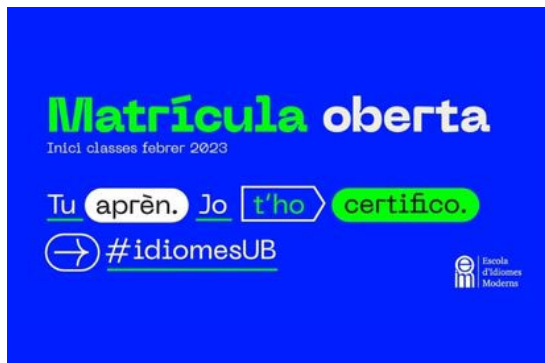 Matrícula oberta
Inici classes febrer 2023
Tu aprèn. Jo t'ho certifico.
#idiomesUB
Escola
d'Idiomes
Moderns